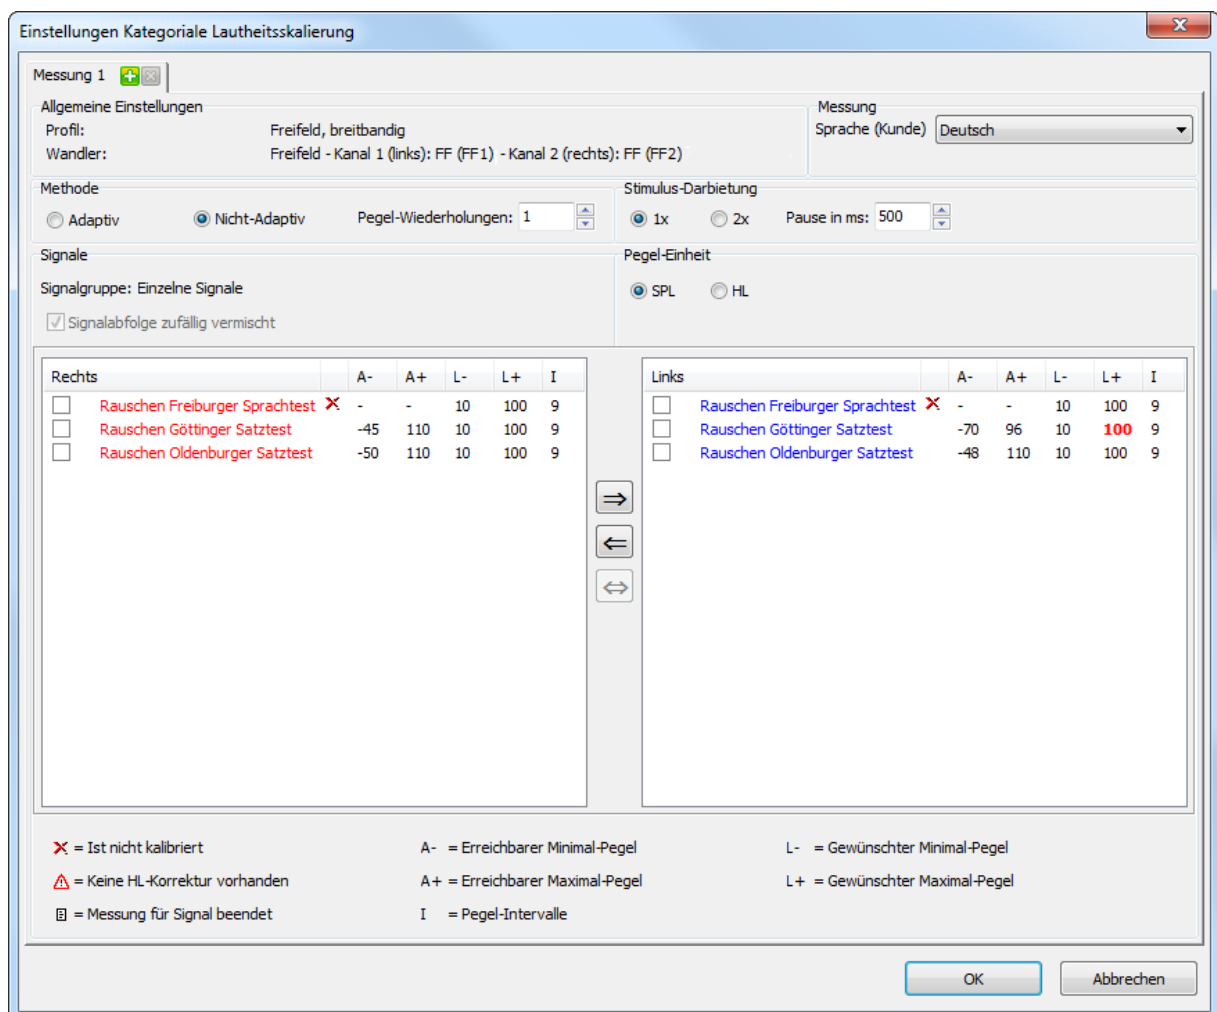 Einstellungen Kategoriale Lautheitsskalierung
Messung 1
Allgemeine Einstellungen
Profil: Freifeld, breitbandig
Wandler: Freifeld - Kanal 1 (links): FF (FF1) - Kanal 2 (rechts): FF (FF2)
Messung
Sprache (Kunde) Deutsch
Methode
Adaptiv Nicht-Adaptiv Pegel-Wiederholungen: 1
Stimulus-Darbietung
1x 2x Pause in ms: 500
Signale
Signalgruppe: Einzelne Signale
Signalabfolge zufällig vermischt
Pegel-Einheit
SPL HL
Rechts A- A+ L- L+ I
Rauschen Freiburger Sprachtest - - 10 100 9
Rauschen Göttinger Satztest -45 110 10 100 9
Rauschen Oldenburger Satztest -50 110 10 100 9
Links A- A+ L- L+ I
Rauschen Freiburger Sprachtest - - 10 100 9
Rauschen Göttinger Satztest -70 96 10 100 9
Rauschen Oldenburger Satztest -48 110 10 100 9
= Ist nicht kalibriert A- = Erreichbarer Minimal-Pegel L- = Gewünschter Minimal-Pegel
= Keine HL-Korrektur vorhanden A+ = Erreichbarer Maximal-Pegel L+ = Gewünschter Maximal-Pegel
= Messung für Signal beendet I = Pegel-Intervalle
OK Abbrechen